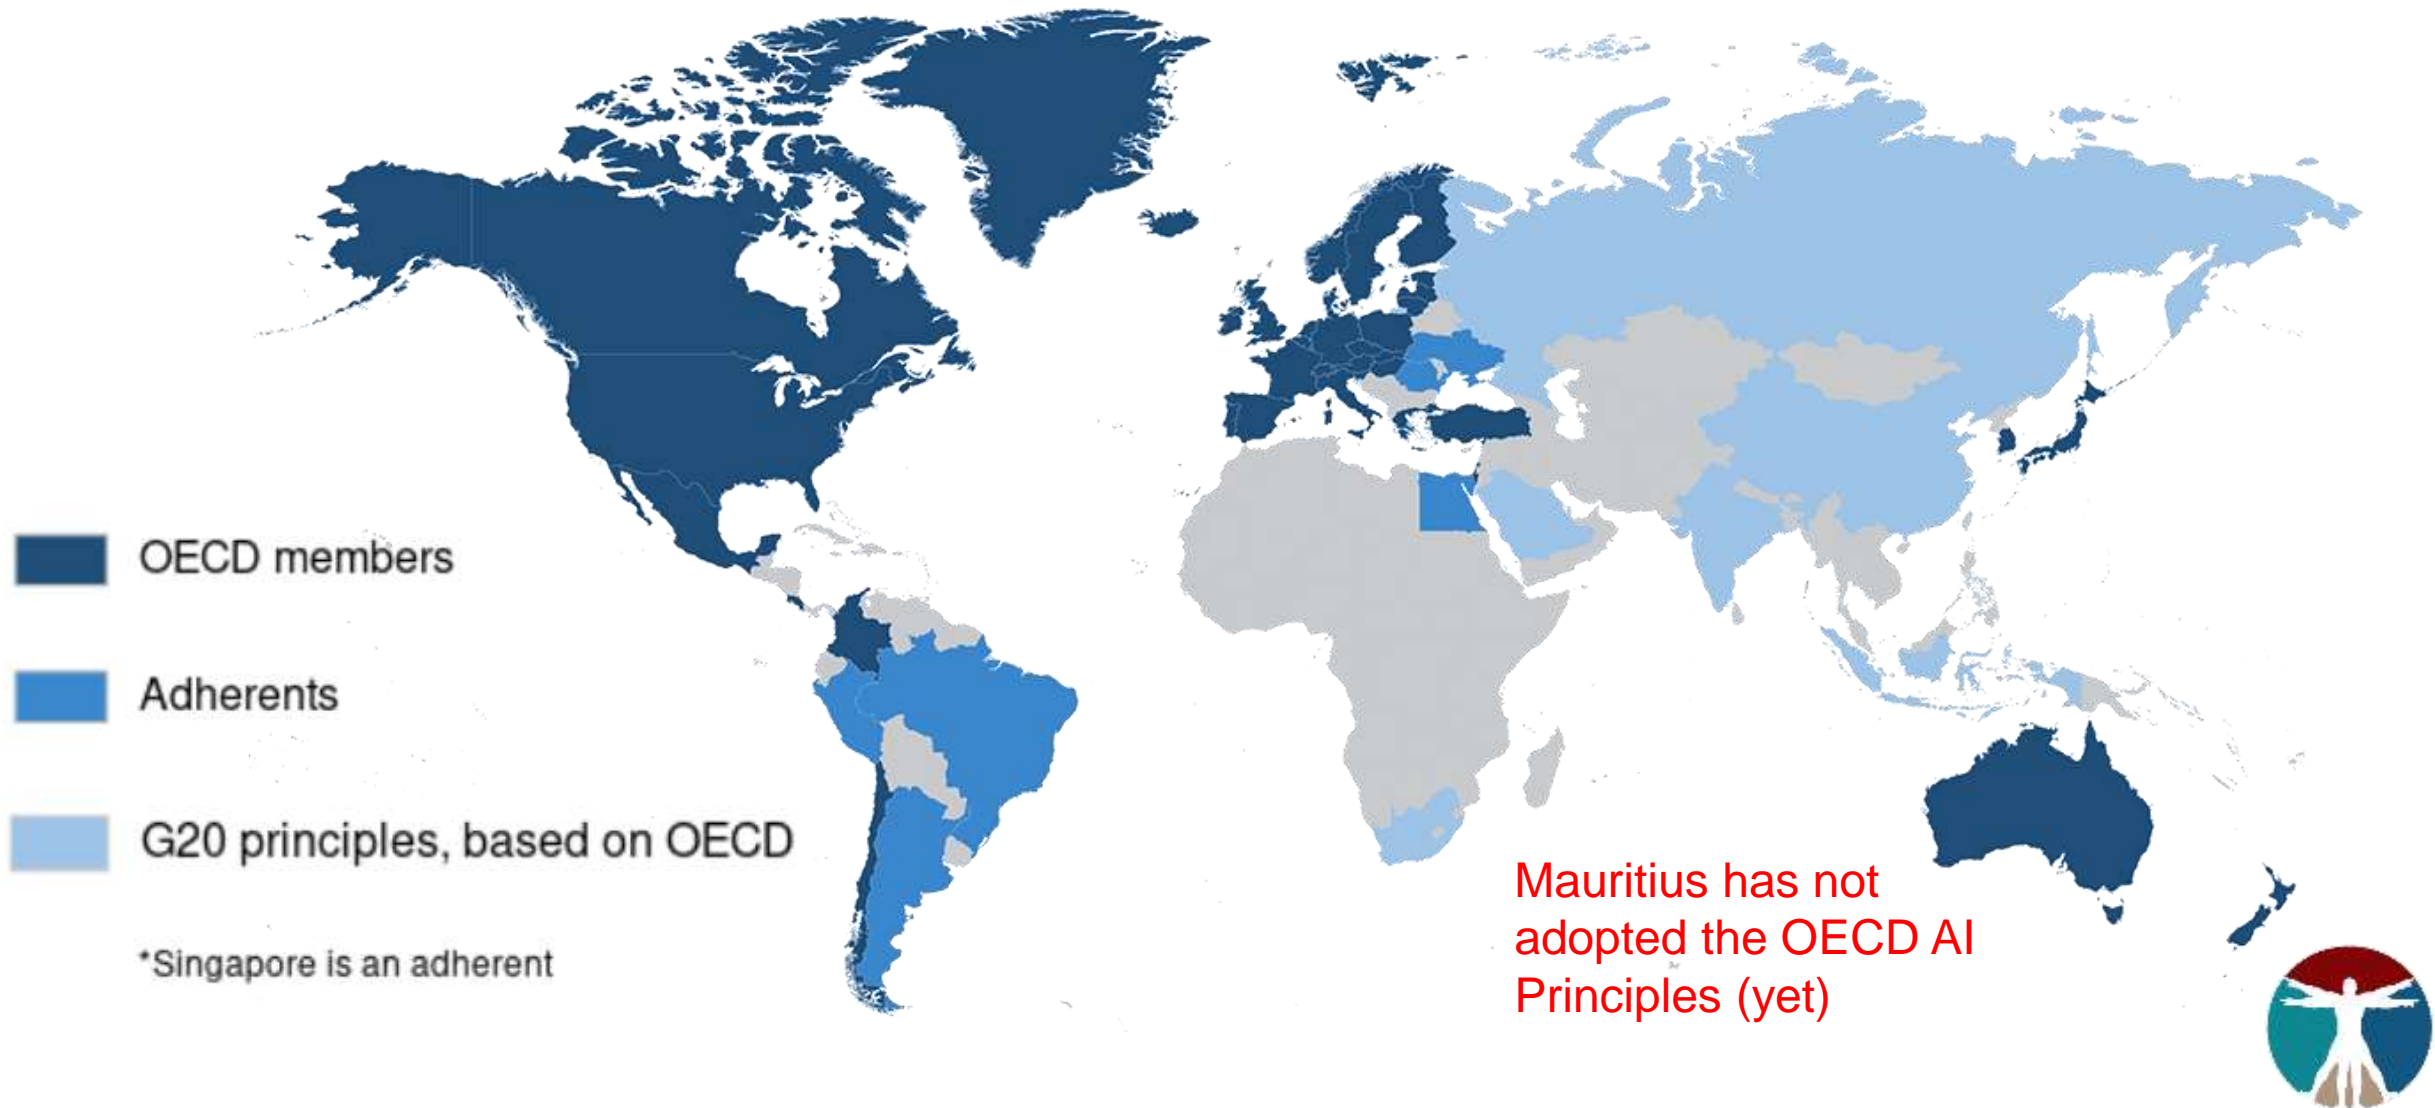 OECD members
Adherents
G20 principles, based on OECD
*Singapore is an adherent
Mauritius has not
adopted the OECD AI
Principles (yet)